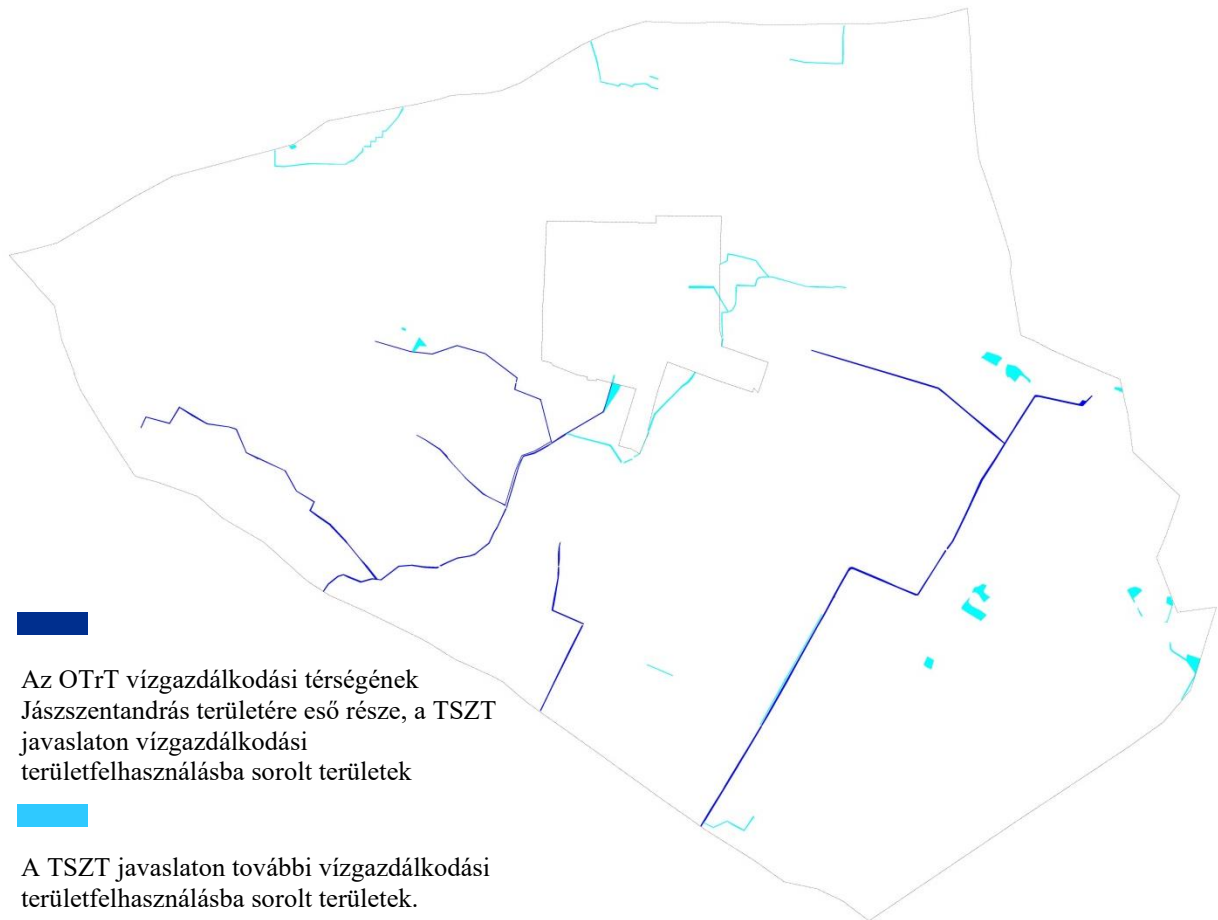 Az OTrT vízgazdálkodási térségének
Jászszentandrás területére eső része, a TSZT
javaslaton vízgazdálkodási
területfelhasználásba sorolt területek
A TSZT javaslaton további vízgazdálkodási
területfelhasználásba sorolt területek.